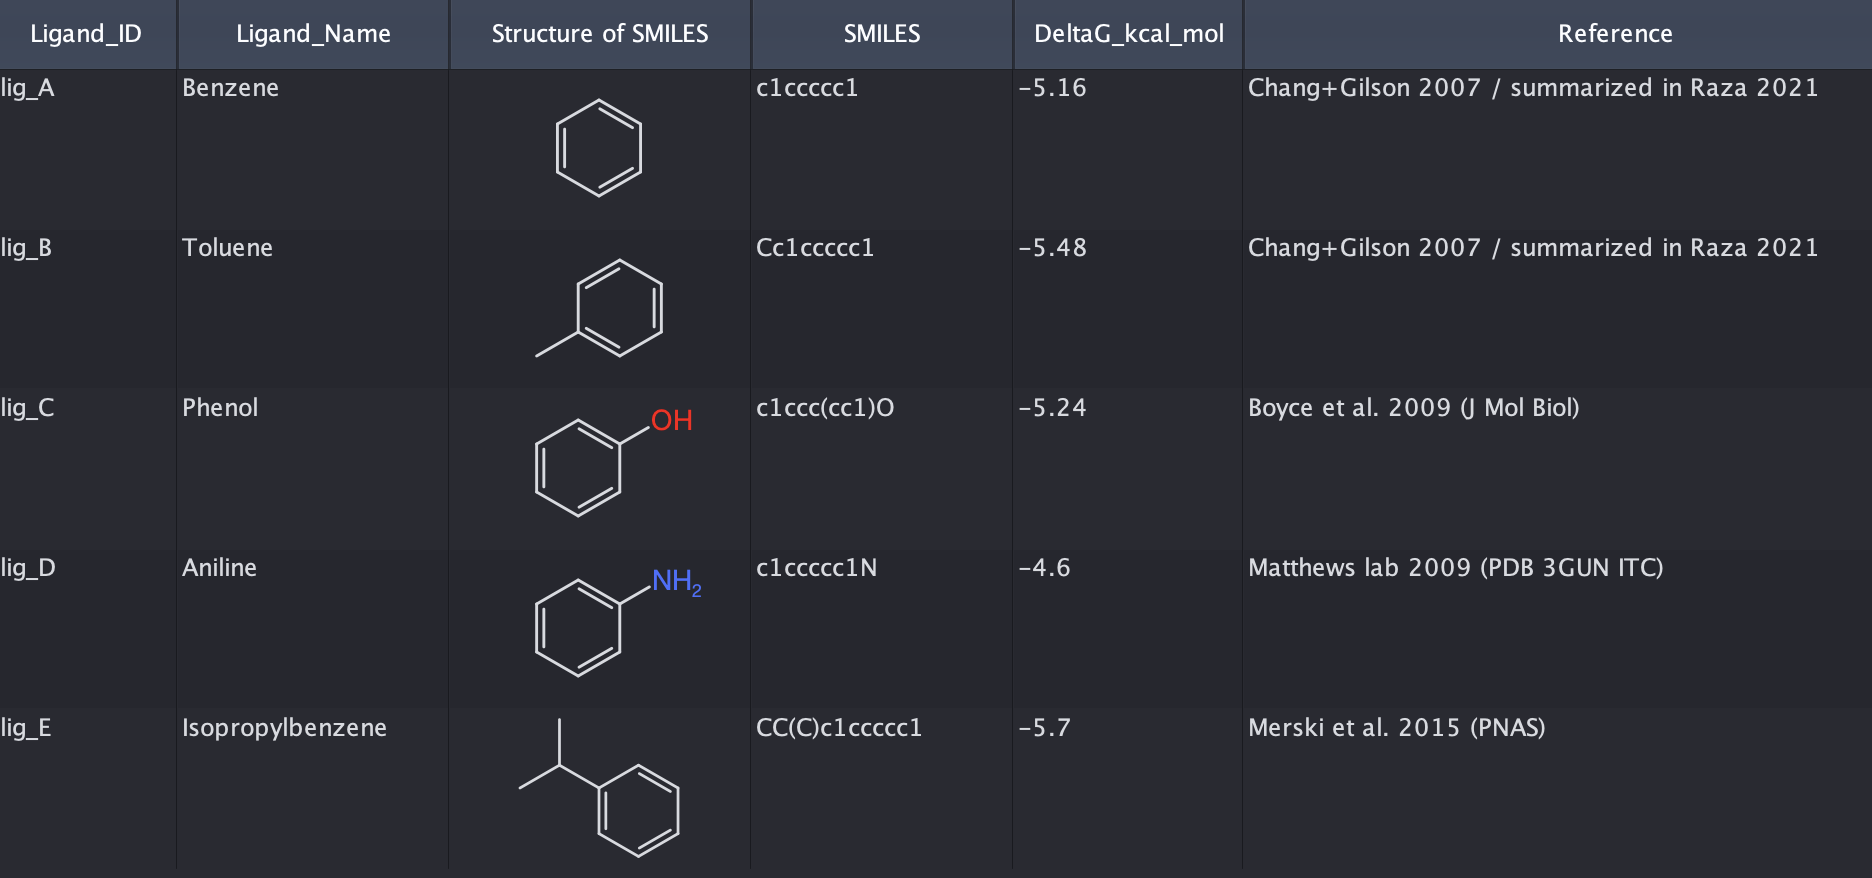 Ligand_ID Ligand_Name Structure of SMILES SMILES DeltaG_kcal_mol Reference
lig_A Benzene c1ccccc1 -5.16 Chang+Gilson 2007 / summarized in Raza 2021
lig_B Toluene Cc1ccccc1 -5.48 Chang+Gilson 2007 / summarized in Raza 2021
lig_C Phenol OH c1ccc(cc1)O -5.24 Boyce et al. 2009 (J Mol Biol)
lig_D Aniline NH₂ c1ccccc1N -4.6 Matthews lab 2009 (PDB 3GUN ITC)
lig_E Isopropylbenzene CC(C)c1ccccc1 -5.7 Merski et al. 2015 (PNAS)